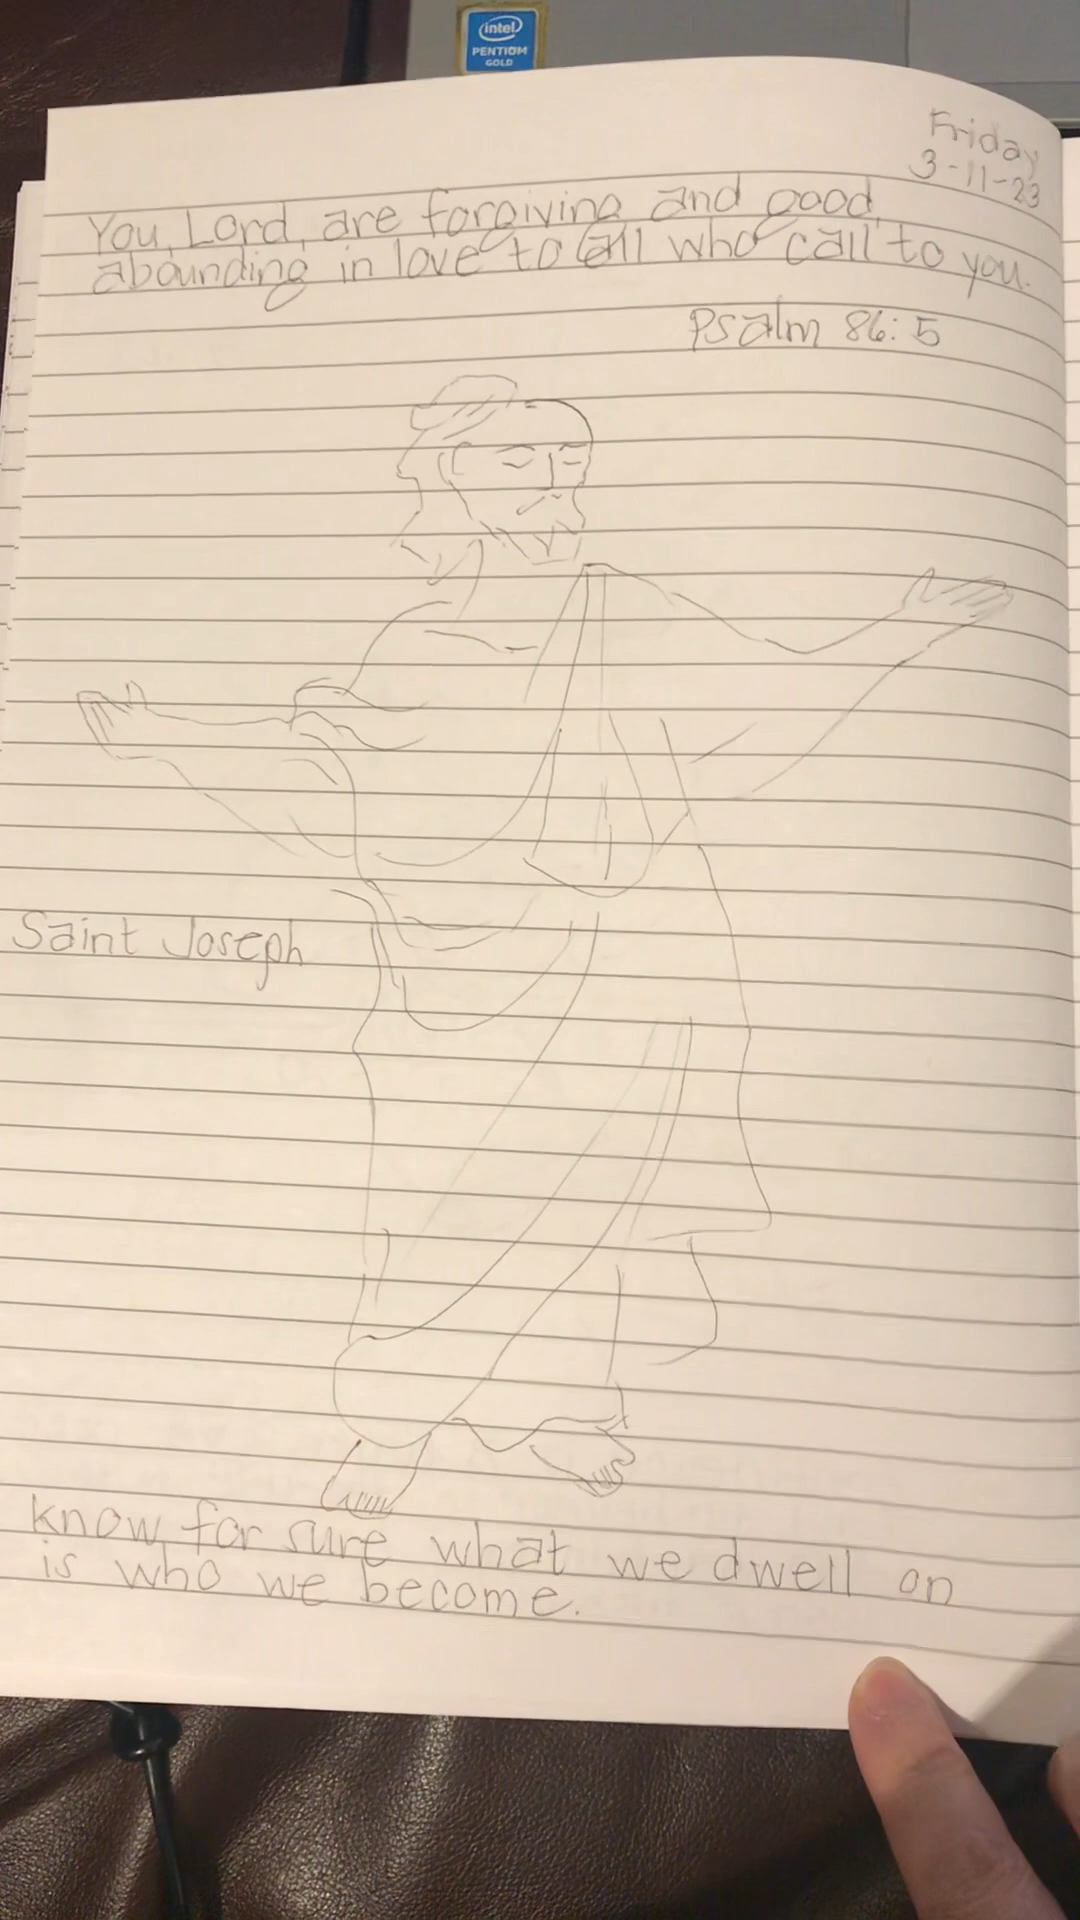 intel
PENTIUM
GOLD
Friday
3-11-23
You, Lord, are forgiving and good,
abounding in love to all who call to you.
Psalm 86:5
Saint Joseph
know for sure what we dwell on
is who we become.